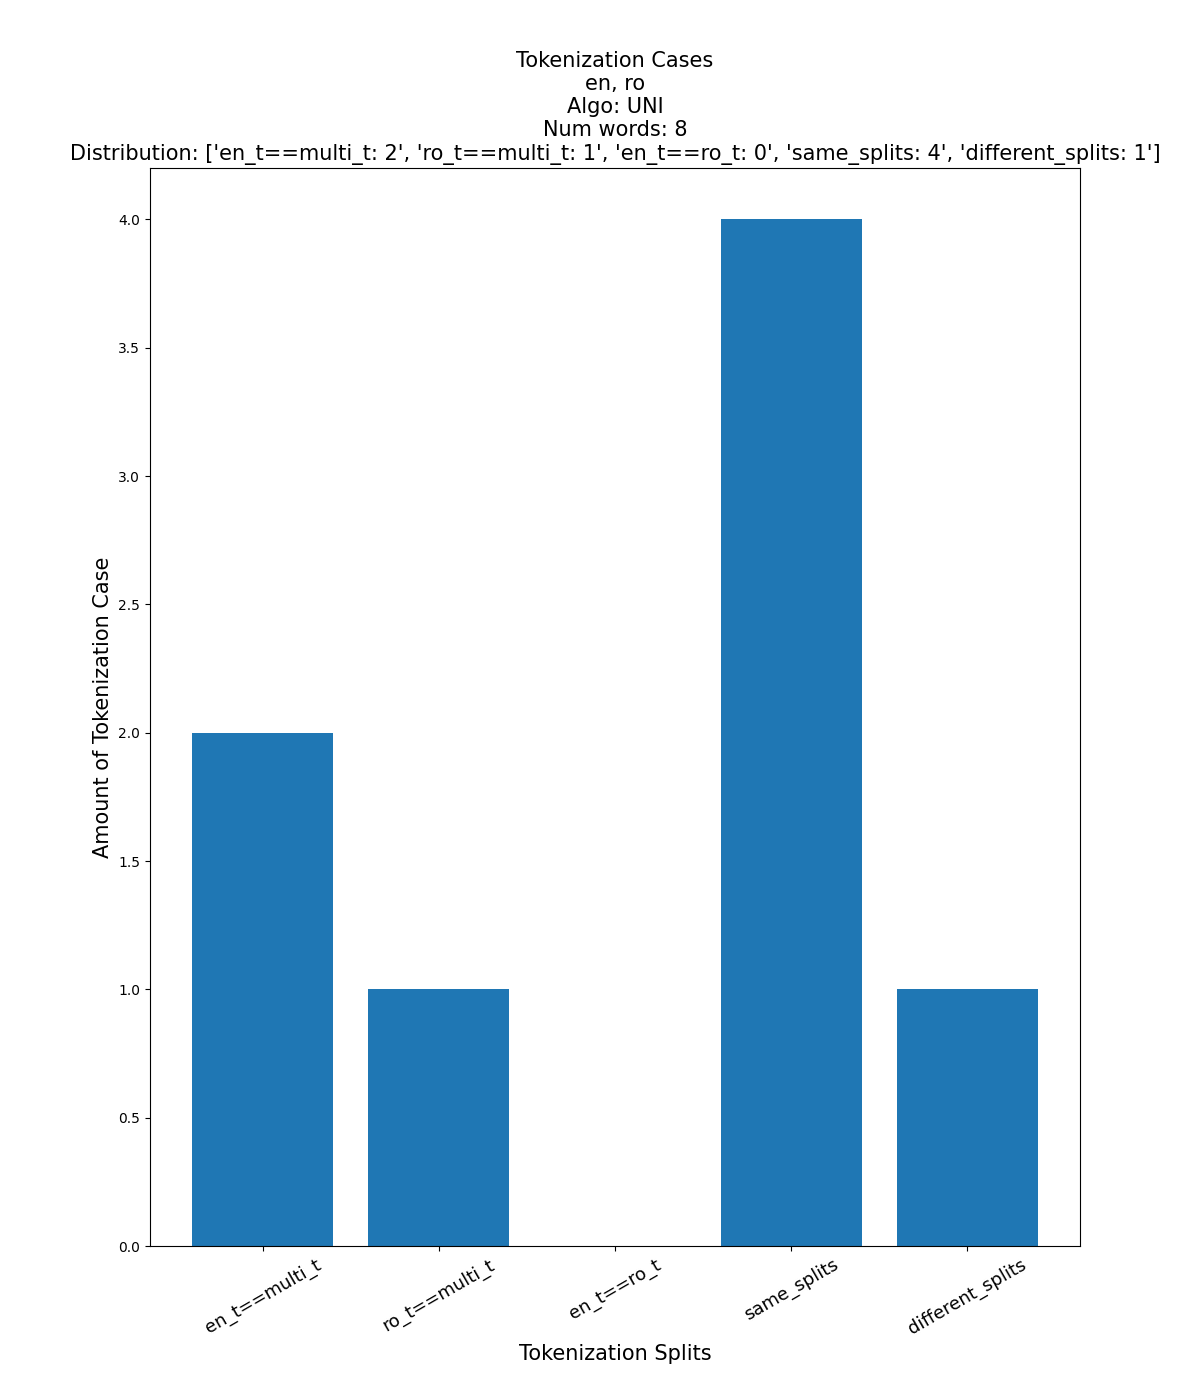 Tokenization Cases
en, ro
Algo: UNI
Num words: 8
Distribution: ['en_t==multi_t: 2', 'ro_t==multi_t: 1', 'en_t==ro_t: 0', 'same_splits: 4', 'different_splits: 1']
4.0
3.5
3.0
2.5
2.0
1.5
1.0
0.5
0.0
Amount of Tokenization Case
en_t==multi_t
ro_t==multi_t
en_t==ro_t
same_splits
different_splits
Tokenization Splits